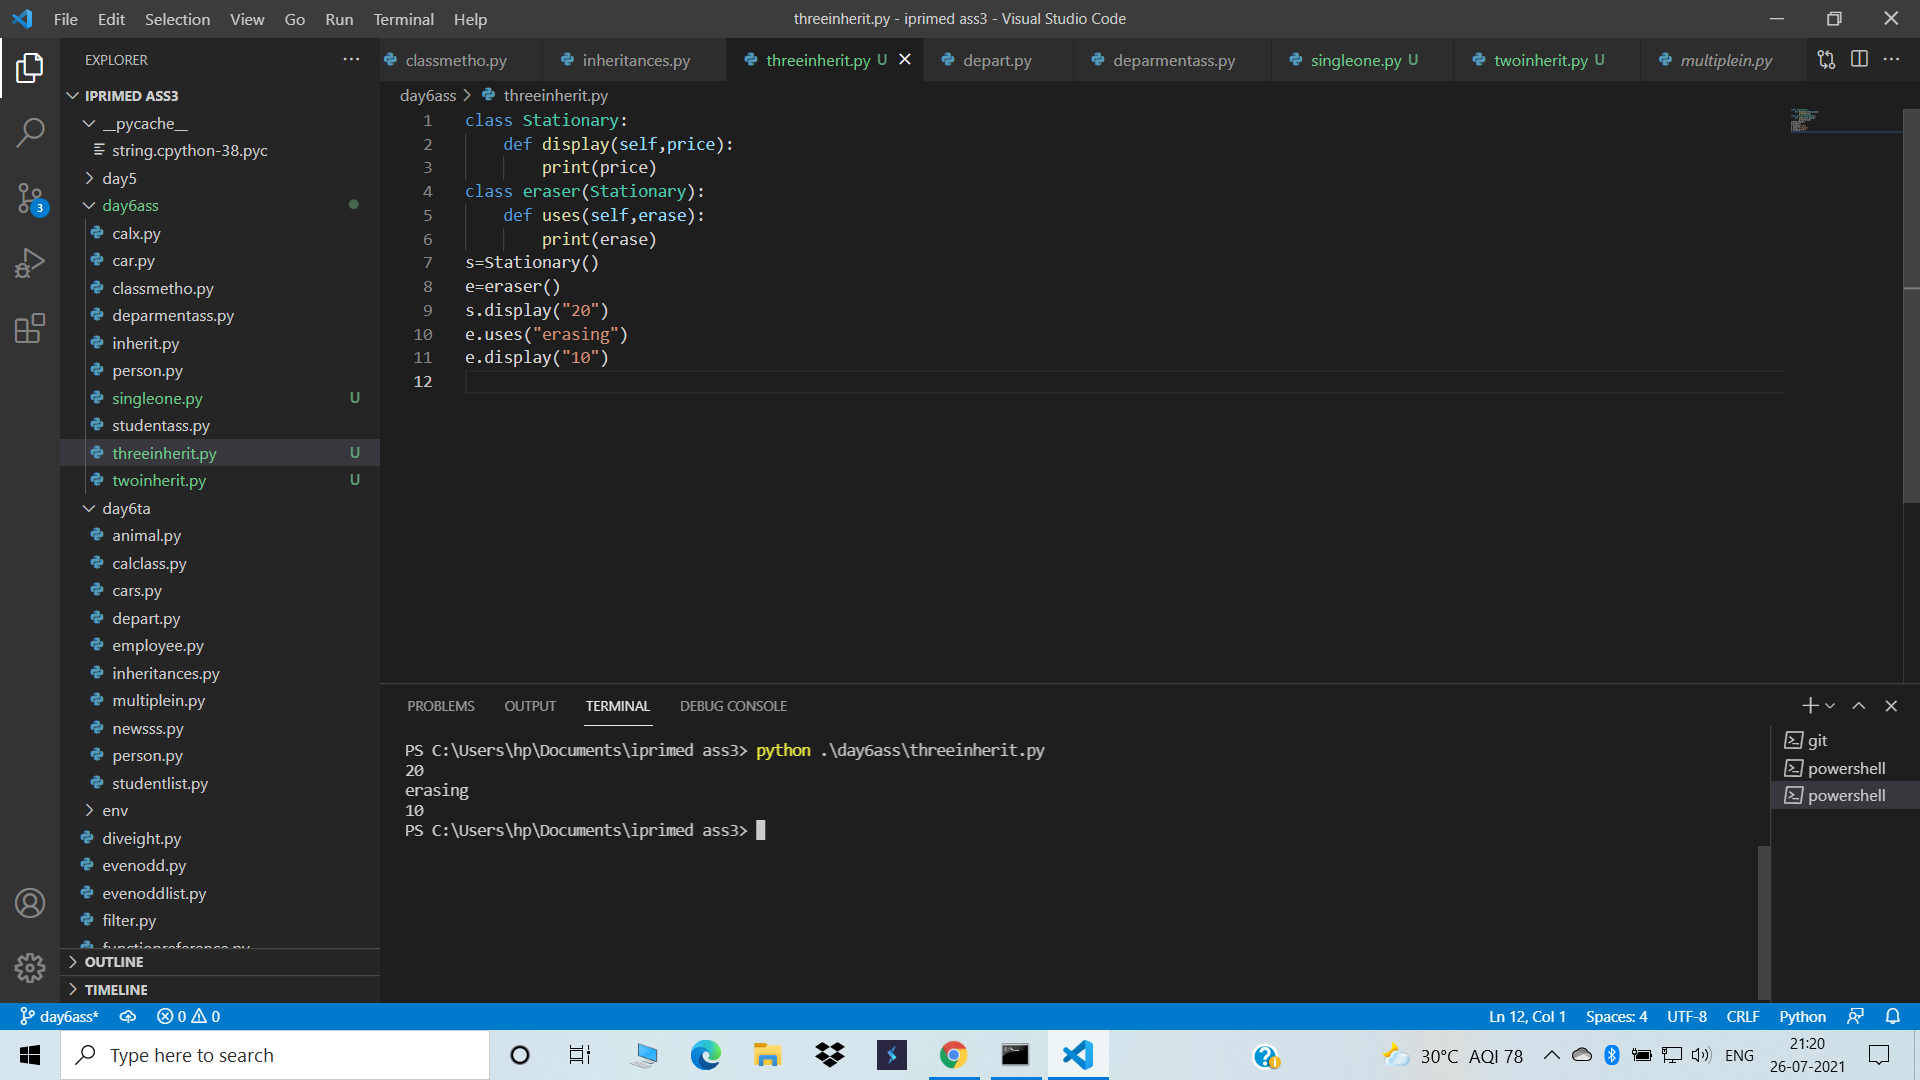 File Edit Selection View Go Run Terminal Help
threeinherit.py - iprimed ass3 - Visual Studio Code
EXPLORER
classmetho.py
inheritances.py
threeinherit.py U
depart.py
deparmentass.py
singleone.py U
twoinherit.py U
multiplein.py
IPRIMED ASS3
__pycache__
string.cpython-38.pyc
day5
day6ass
calx.py
car.py
classmetho.py
deparmentass.py
inherit.py
person.py
singleone.py U
studentass.py
threeinherit.py U
twoinherit.py U
day6ta
animal.py
calclass.py
cars.py
depart.py
employee.py
inheritances.py
multiplein.py
newsss.py
person.py
studentlist.py
env
diveight.py
evenodd.py
evenoddlist.py
filter.py
functionreference.py
OUTLINE
TIMELINE
3
day6ass > threeinherit.py
1 class Stationary:
2 def display(self,price):
3 print(price)
4 class eraser(Stationary):
5 def uses(self,erase):
6 print(erase)
7 s=Stationary()
8 e=eraser()
9 s.display("20")
10 e.uses("erasing")
11 e.display("10")
12
PROBLEMS OUTPUT TERMINAL DEBUG CONSOLE
PS C:\Users\hp\Documents\iprimed ass3> python .\day6ass\threeinherit.py
20
erasing
10
PS C:\Users\hp\Documents\iprimed ass3>
git
powershell
powershell
day6ass* 0 0
Ln 12, Col 1 Spaces: 4 UTF-8 CRLF Python
Type here to search
30°C AQI 78
ENG
21:20
26-07-2021